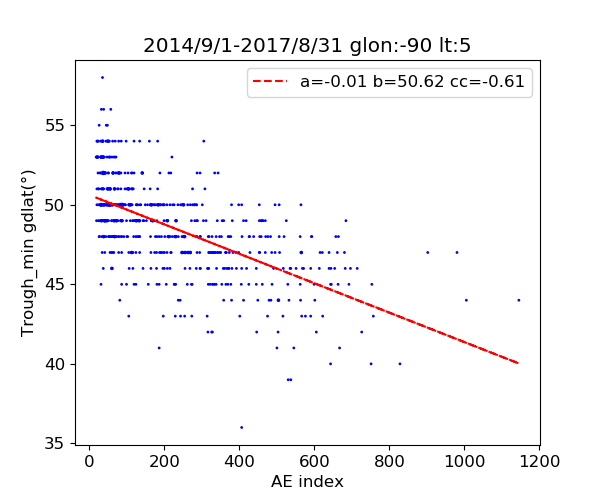 2014/9/1-2017/8/31 glon:-90 lt:5
a=-0.01 b=50.62 cc=-0.61
Trough_min gdlat(°)
55
50
45
40
35
0 200 400 600 800 1000 1200
AE index